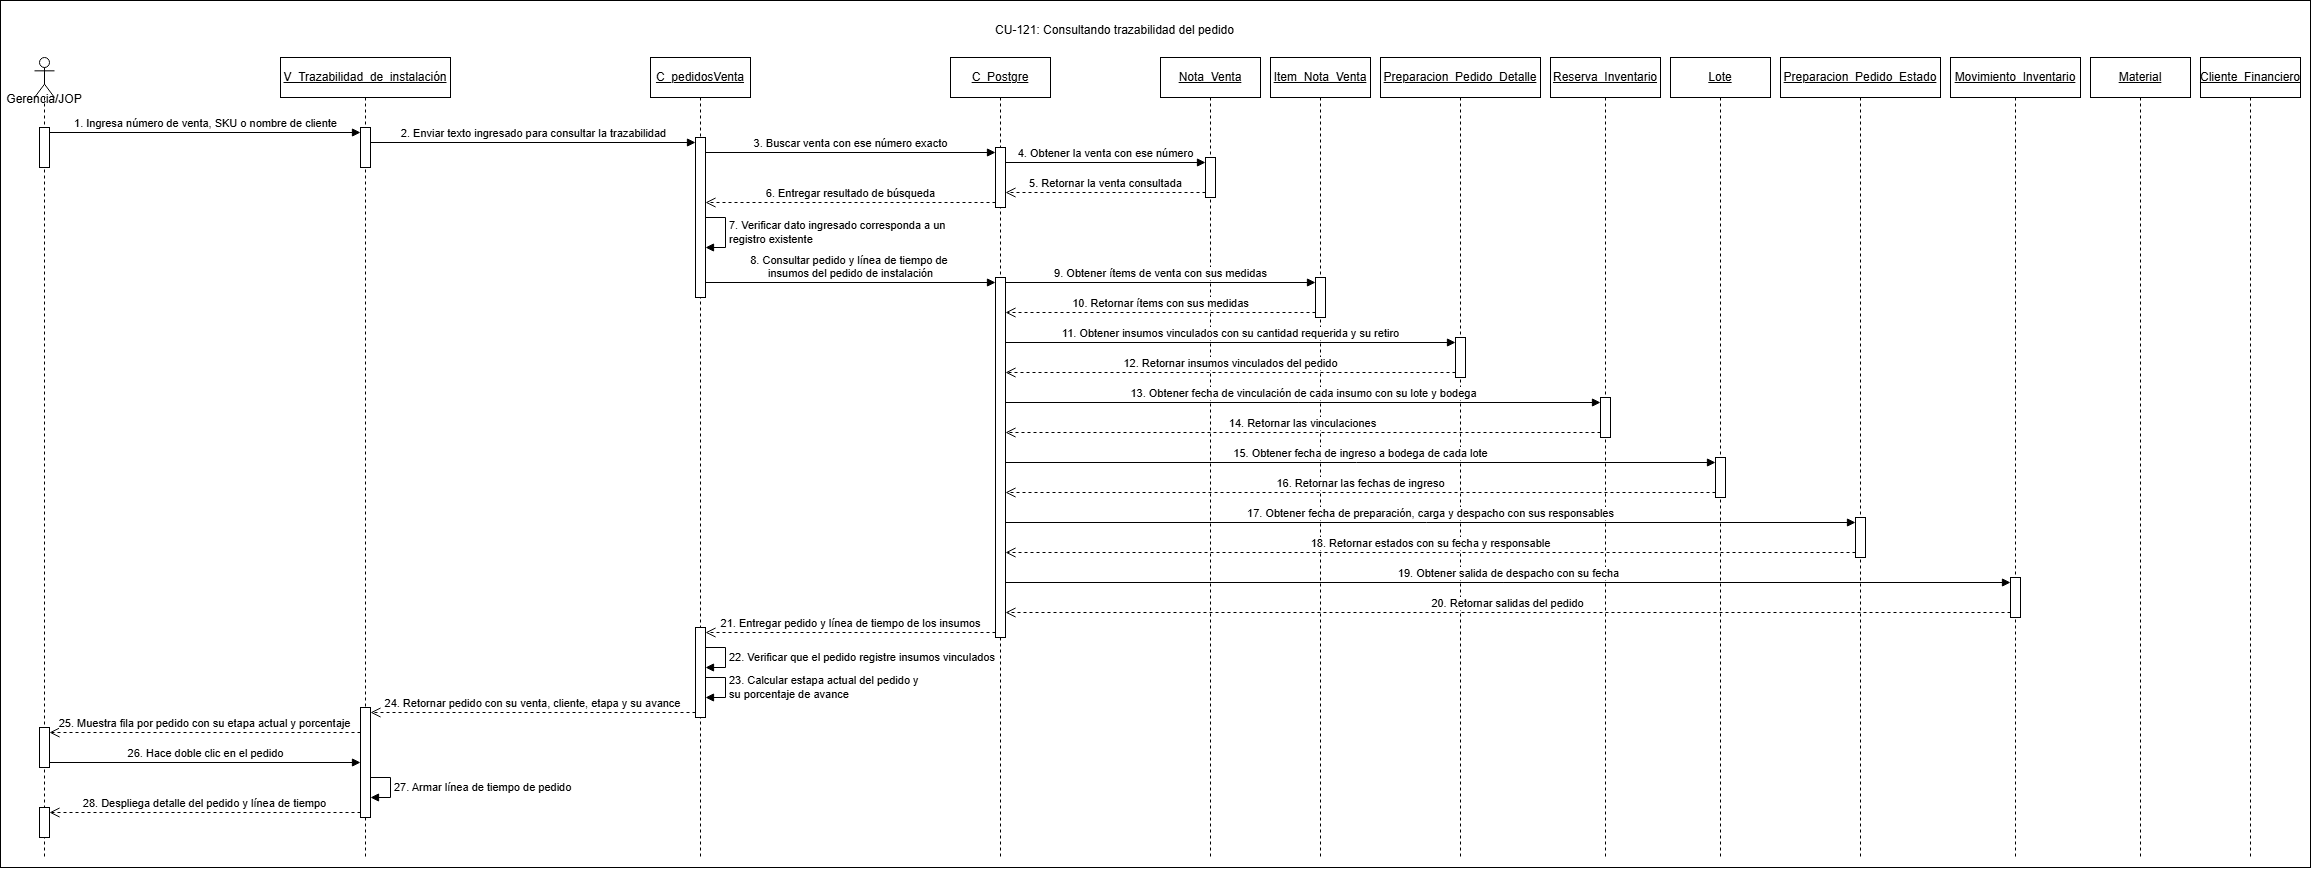 CU-121: Consultando trazabilidad del pedido
Gerencia/JOP
V_Trazabilidad_de_instalación
C_pedidosVenta
C_Postgre
Nota_Venta
Item_Nota_Venta
Preparacion_Pedido_Detalle
Reserva_Inventario
Lote
Preparacion_Pedido_Estado
Movimiento_Inventario
Material
Cliente_Financiero
1. Ingresa número de venta, SKU o nombre de cliente
2. Enviar texto ingresado para consultar la trazabilidad
3. Buscar venta con ese número exacto
4. Obtener la venta con ese número
5. Retornar la venta consultada
6. Entregar resultado de búsqueda
7. Verificar dato ingresado corresponda a un
registro existente
8. Consultar pedido y línea de tiempo de
insumos del pedido de instalación
9. Obtener ítems de venta con sus medidas
10. Retornar ítems con sus medidas
11. Obtener insumos vinculados con su cantidad requerida y su retiro
12. Retornar insumos vinculados del pedido
13. Obtener fecha de vinculación de cada insumo con su lote y bodega
14. Retornar las vinculaciones
15. Obtener fecha de ingreso a bodega de cada lote
16. Retornar las fechas de ingreso
17. Obtener fecha de preparación, carga y despacho con sus responsables
18. Retornar estados con su fecha y responsable
19. Obtener salida de despacho con su fecha
20. Retornar salidas del pedido
21. Entregar pedido y línea de tiempo de los insumos
22. Verificar que el pedido registre insumos vinculados
23. Calcular estapa actual del pedido y
su porcentaje de avance
24. Retornar pedido con su venta, cliente, etapa y su avance
25. Muestra fila por pedido con su etapa actual y porcentaje
26. Hace doble clic en el pedido
27. Armar línea de tiempo de pedido
28. Despliega detalle del pedido y línea de tiempo